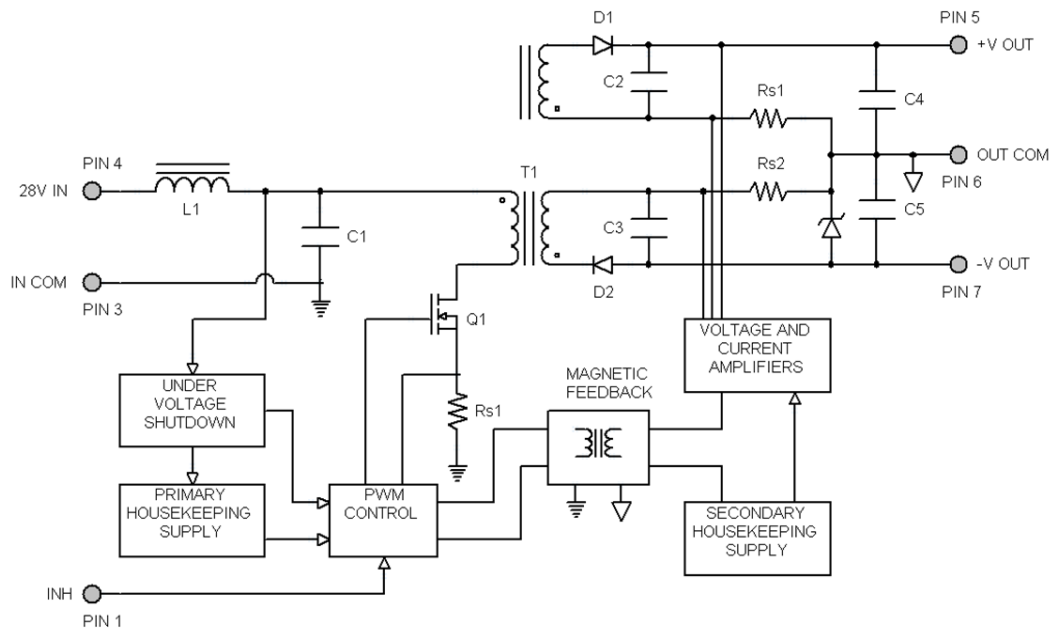 D1
PIN 5
+V OUT
C2
Rs1
C4
PIN 4
T1
Rs2
OUT COM
28V IN
PIN 6
L1
C1
C3
C5
IN COM
D2
-V OUT
PIN 3
Q1
PIN 7
VOLTAGE AND
CURRENT
AMPLIFIERS
MAGNETIC
FEEDBACK
UNDER
VOLTAGE
SHUTDOWN
Rs1
PRIMARY
HOUSEKEEPING
SUPPLY
PWM
CONTROL
SECONDARY
HOUSEKEEPING
SUPPLY
INH
PIN 1